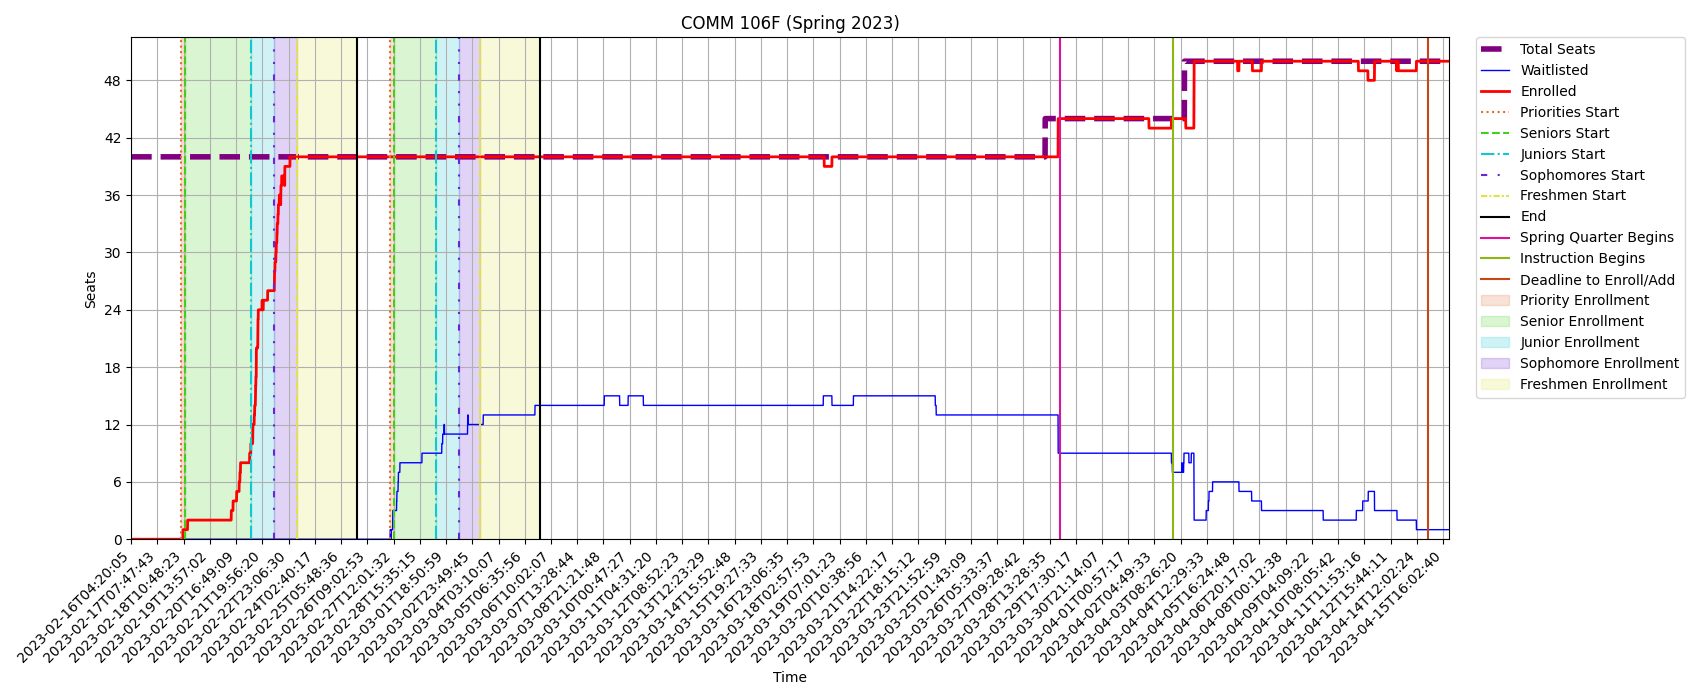 COMM 106F (Spring 2023)
Seats
48
42
36
30
24
18
12
6
0
2023-02-16T04:20:05
2023-02-17T07:47:43
2023-02-18T10:48:23
2023-02-19T13:57:02
2023-02-20T16:49:09
2023-02-21T19:56:20
2023-02-22T23:06:30
2023-02-24T02:40:17
2023-02-25T05:48:36
2023-02-26T09:02:53
2023-02-27T12:01:32
2023-02-28T15:35:15
2023-03-01T18:50:59
2023-03-02T23:49:45
2023-03-04T03:10:07
2023-03-05T06:35:56
2023-03-06T10:02:07
2023-03-07T13:28:44
2023-03-08T21:21:48
2023-03-10T00:47:27
2023-03-11T04:31:20
2023-03-12T08:52:23
2023-03-13T12:23:29
2023-03-14T15:52:48
2023-03-15T19:27:33
2023-03-16T23:06:35
2023-03-18T02:57:53
2023-03-19T07:01:23
2023-03-20T10:38:56
2023-03-21T14:22:17
2023-03-22T18:15:12
2023-03-23T21:52:59
2023-03-25T01:43:09
2023-03-26T05:33:37
2023-03-27T09:28:42
2023-03-28T13:28:35
2023-03-29T17:30:17
2023-03-30T21:14:07
2023-04-01T00:57:17
2023-04-02T04:49:33
2023-04-03T08:26:20
2023-04-04T12:29:33
2023-04-05T16:24:48
2023-04-06T20:17:02
2023-04-08T00:12:38
2023-04-09T04:09:22
2023-04-10T08:05:42
2023-04-11T11:53:16
2023-04-12T15:44:11
2023-04-14T12:02:24
2023-04-15T16:02:40
Time
Total Seats
Waitlisted
Enrolled
Priorities Start
Seniors Start
Juniors Start
Sophomores Start
Freshmen Start
End
Spring Quarter Begins
Instruction Begins
Deadline to Enroll/Add
Priority Enrollment
Senior Enrollment
Junior Enrollment
Sophomore Enrollment
Freshmen Enrollment